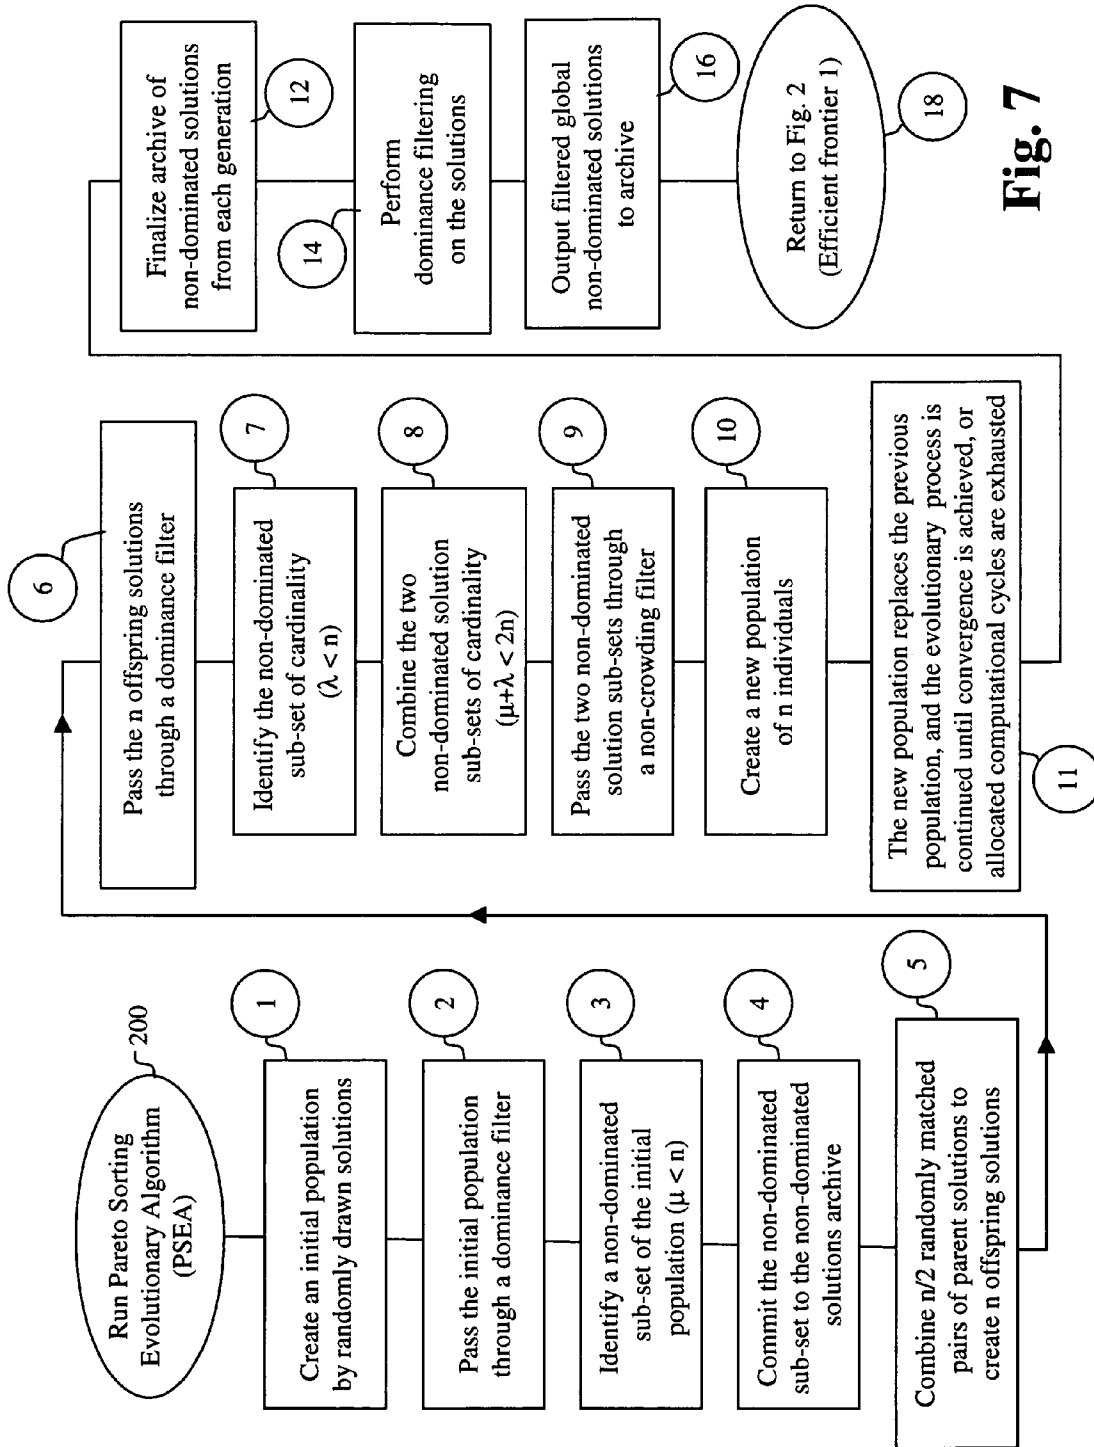 Run Pareto Sorting
Evolutionary Algorithm
(PSEA)
200
Create an initial population
by randomly drawn solutions
1
Pass the initial population
through a dominance filter
2
Identify a non-dominated
sub-set of the initial
population (μ < n)
3
Commit the non-dominated
sub-set to the non-dominated
solutions archive
4
Combine n/2 randomly matched
pairs of parent solutions to
create n offspring solutions
5
Pass the n offspring solutions
through a dominance filter
6
Identify the non-dominated
sub-set of cardinality
(λ < n)
7
Combine the two
non-dominated solution
sub-sets of cardinality
(μ+λ < 2n)
8
Pass the two non-dominated
solution sub-sets through
a non-crowding filter
9
Create a new population
of n individuals
10
The new population replaces the previous
population, and the evolutionary process is
continued until convergence is achieved, or
allocated computational cycles are exhausted
11
Finalize archive of
non-dominated solutions
from each generation
12
Perform
dominance filtering
on the solutions
14
Output filtered global
non-dominated solutions
to archive
16
Return to Fig. 2
(Efficient frontier 1)
18
Fig. 7